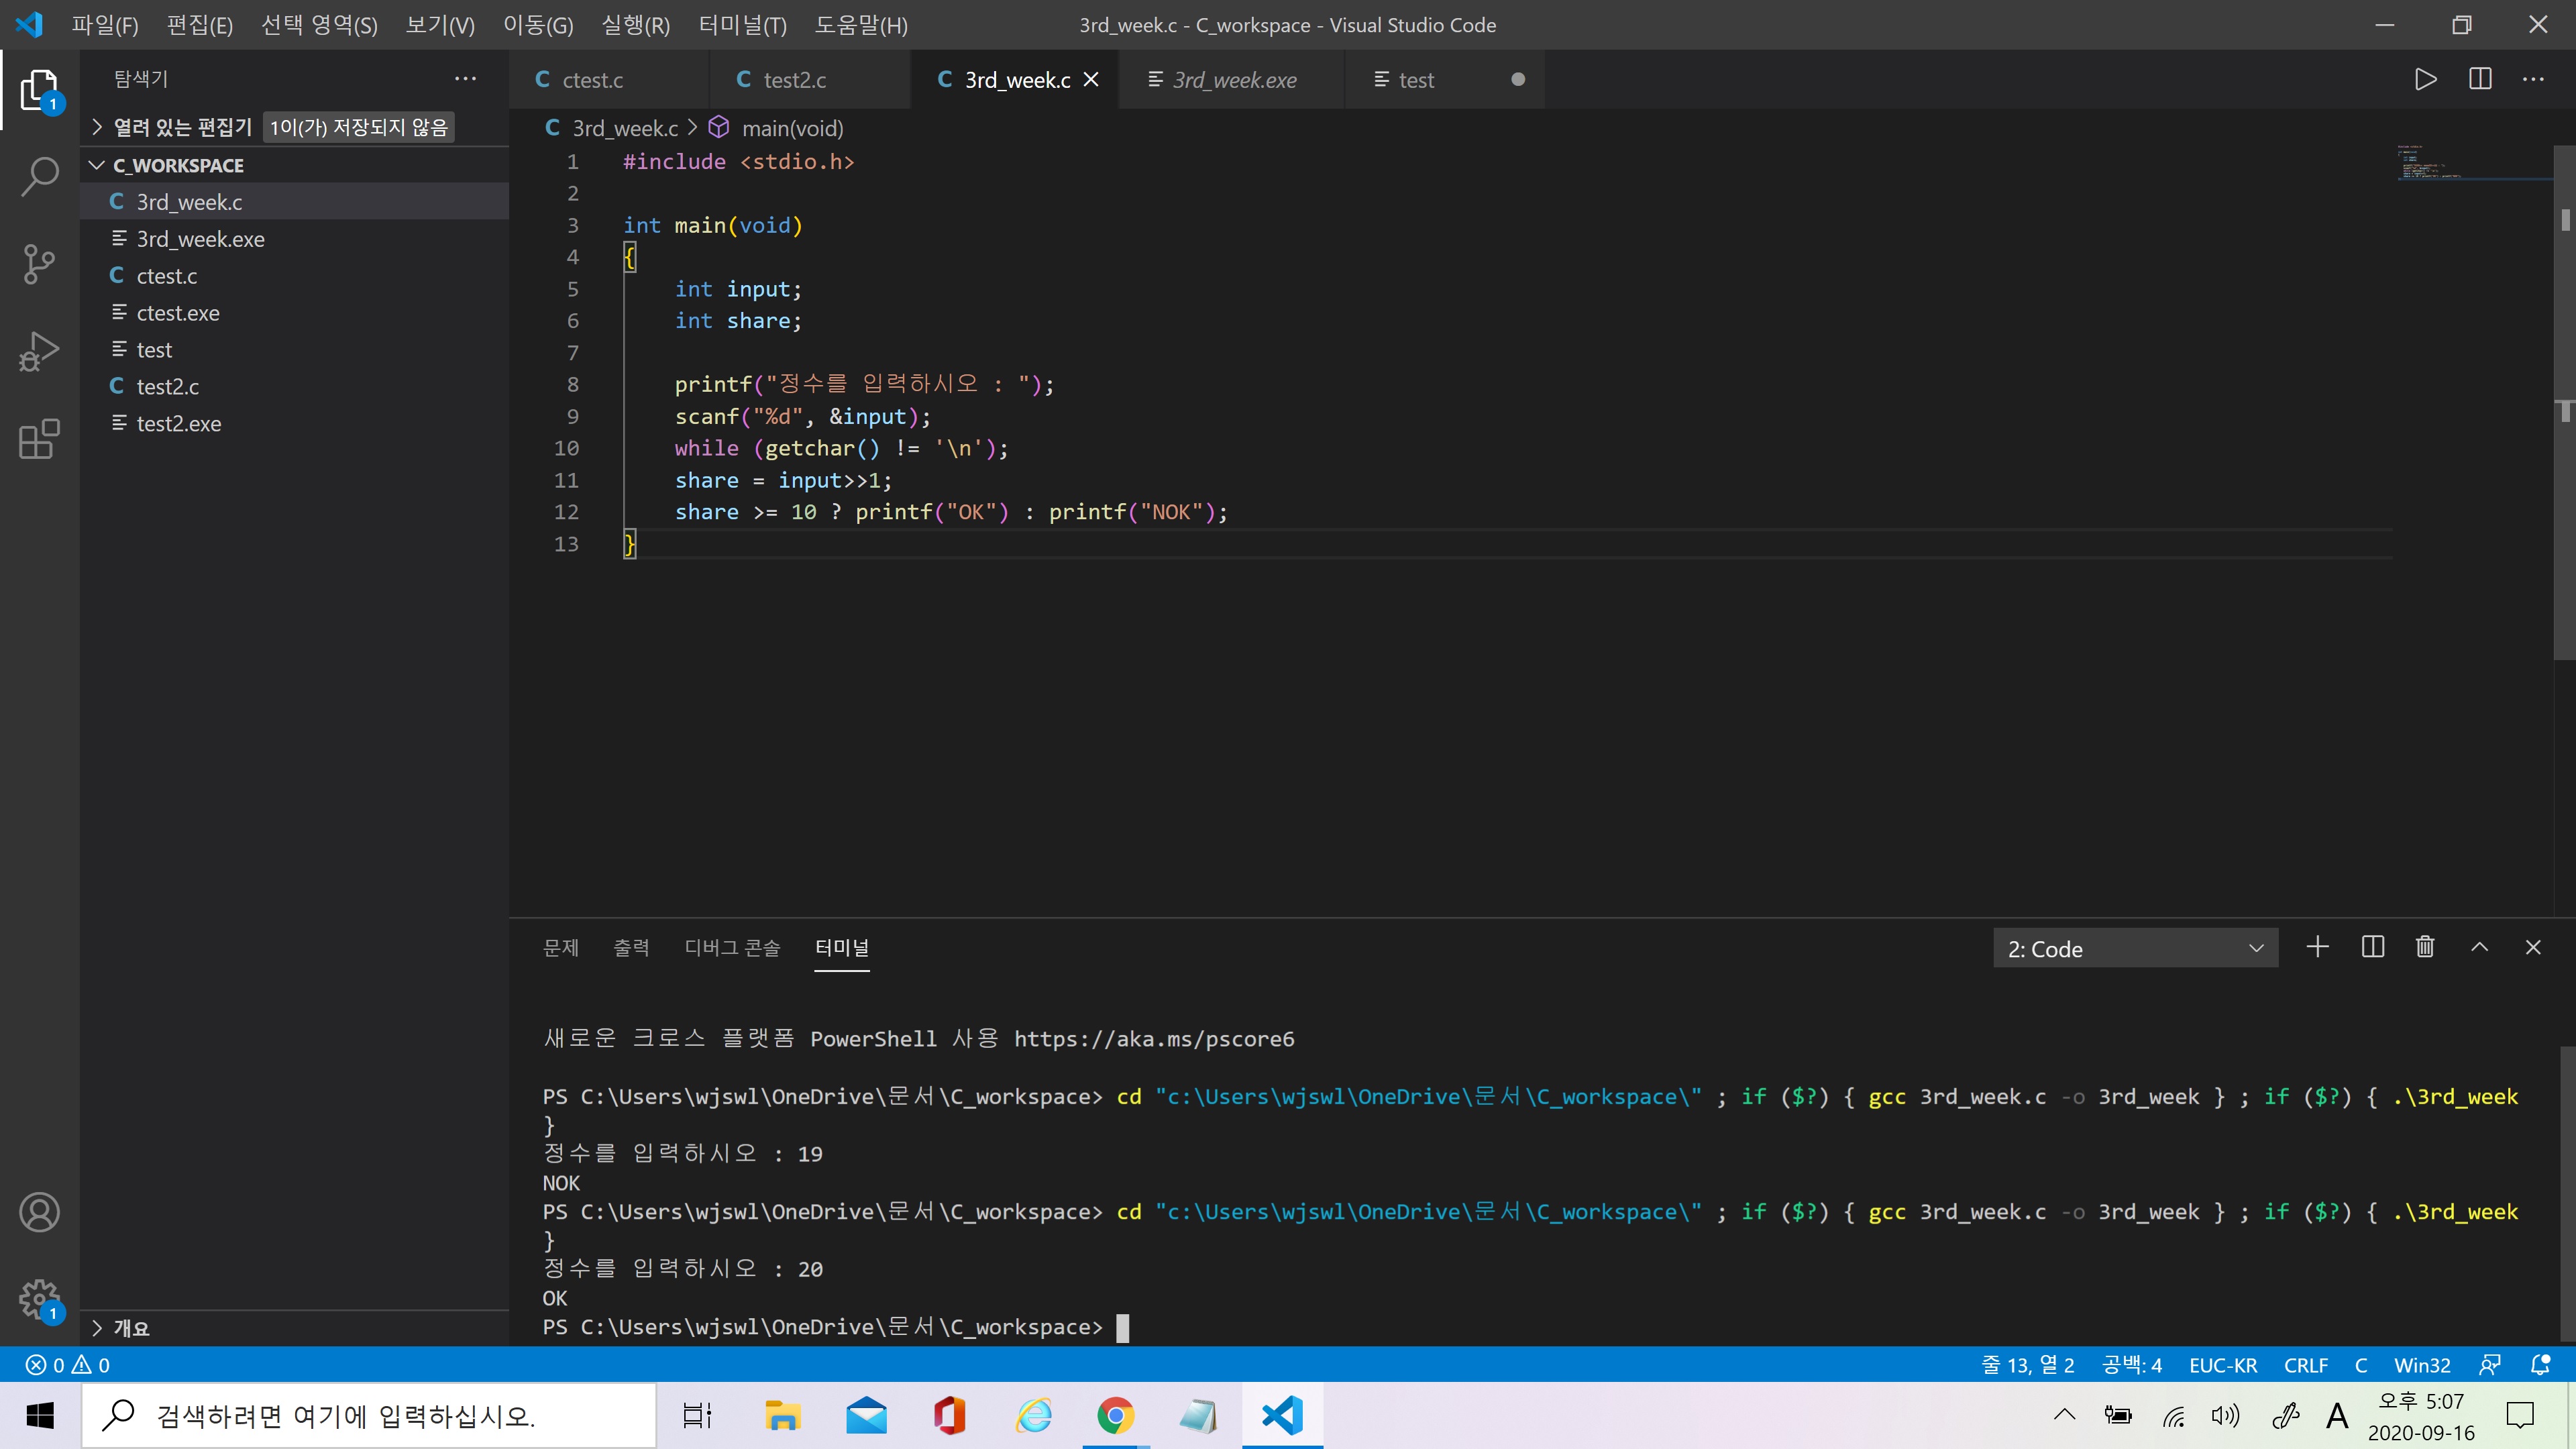 파일(F) 편집(E) 선택 영역(S) 보기(V) 이동(G) 실행(R) 터미널(T) 도움말(H) 3rd_week.c - C_workspace - Visual Studio Code
탐색기 ···
ctest.c test2.c 3rd_week.c 3rd_week.exe test
열려 있는 편집기 1이(가) 저장되지 않음
3rd_week.c > main(void)
C_WORKSPACE
3rd_week.c
3rd_week.exe
ctest.c
ctest.exe
test
test2.c
test2.exe
개요
1
1
1 #include <stdio.h>
2
3 int main(void)
4 {
5     int input;
6     int share;
7
8     printf("정수를 입력하시오 : ");
9     scanf("%d", &input);
10     while (getchar() != '\n');
11     share = input>>1;
12     share >= 10 ? printf("OK") : printf("NOK");
13 }
문제 출력 디버그 콘솔 터미널 2: Code
새로운 크로스 플랫폼 PowerShell 사용 https://aka.ms/pscore6
PS C:\Users\wjswl\OneDrive\문서\C_workspace> cd "c:\Users\wjswl\OneDrive\문서\C_workspace\" ; if ($?) { gcc 3rd_week.c -o 3rd_week } ; if ($?) { .\3rd_week
}
정수를 입력하시오 : 19
NOK
PS C:\Users\wjswl\OneDrive\문서\C_workspace> cd "c:\Users\wjswl\OneDrive\문서\C_workspace\" ; if ($?) { gcc 3rd_week.c -o 3rd_week } ; if ($?) { .\3rd_week
}
정수를 입력하시오 : 20
OK
PS C:\Users\wjswl\OneDrive\문서\C_workspace>
0 0 줄 13, 열 2 공백: 4 EUC-KR CRLF C Win32
검색하려면 여기에 입력하십시오. A 오후 5:07
2020-09-16